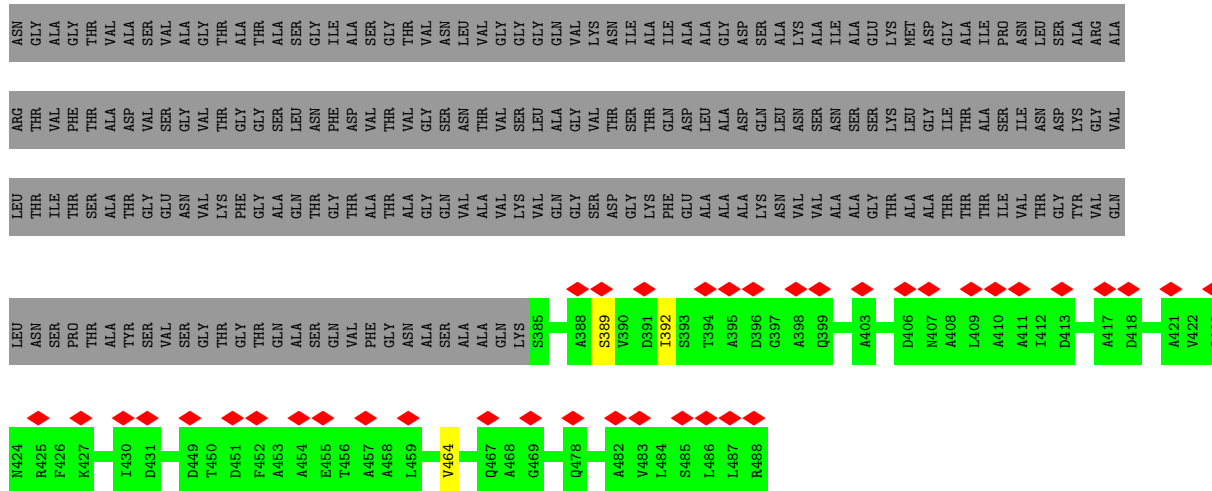 ASN GLY ALA GLY THR VAL ALA SER VAL ALA GLY THR ALA THR ALA SER GLY ILE ALA SER GLY THR VAL ASN LEU VAL GLY GLY GLY GLN VAL LYS ASN ILE ALA ILE ALA ALA GLY ASP SER ALA LYS ALA ILE ALA GLU LYS MET ASP GLY ALA ILE PRO ASN LEU SER ALA ARG ALA
ARG THR VAL PHE THR ALA ASP VAL SER GLY VAL THR GLY GLY SER LEU ASN PHE ASP VAL THR VAL GLY SER ASN THR VAL SER LEU ALA GLY VAL THR SER THR GLN ASP LEU ALA ASP GLN LEU ASN SER ASN SER SER LYS LEU GLY ILE THR ALA SER ILE ASN ASP LYS GLY VAL
LEU THR ILE THR SER ALA THR GLY GLU ASN VAL LYS PHE GLY ALA GLN THR GLY THR ALA THR ALA GLY GLN VAL ALA VAL LYS VAL GLN GLY SER ASP GLY LYS PHE GLU ALA ALA ALA LYS ASN VAL VAL ALA ALA GLY THR ALA ALA THR THR THR ILE VAL THR GLY TYR VAL GLN
LEU ASN SER PRO THR ALA TYR SER VAL SER GLY THR GLY THR GLN ALA SER GLN VAL PHE GLY ASN ALA SER ALA ALA GLN LYS S385 A388 S389 V390 D391 I392 S393 T394 A395 D396 G397 A398 Q399 A403 D406 N407 A408 L409 A410 A411 I412 D413 A417 D418 A421 V422
N424 R425 F426 K427 I430 D431 D449 T450 D451 F452 A453 A454 E455 T456 A457 A458 L459 V464 Q467 A468 G469 Q478 A482 V483 L484 S485 L486 L487 R488